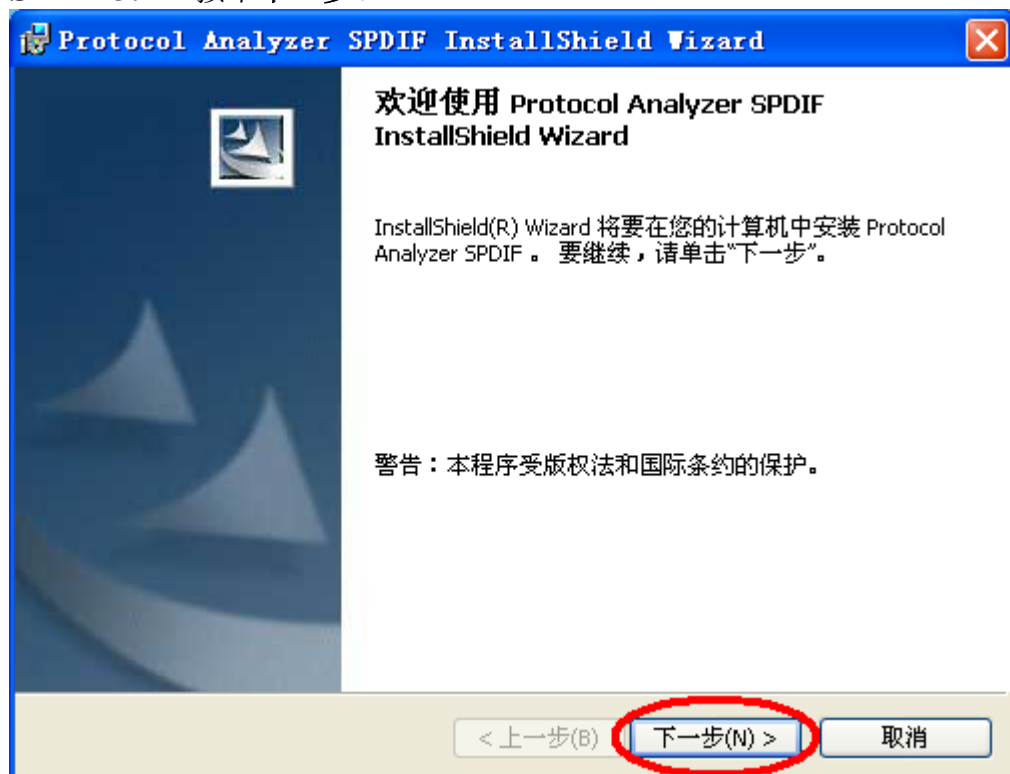 Protocol Analyzer SPDIF InstallShield Wizard
欢迎使用 Protocol Analyzer SPDIF
InstallShield Wizard
InstallShield(R) Wizard 将要在您的计算机中安装 Protocol
Analyzer SPDIF 。 要继续，请单击“下一步”。
警告：本程序受版权法和国际条约的保护。
< 上一步(B)
下一步(N) >
取消